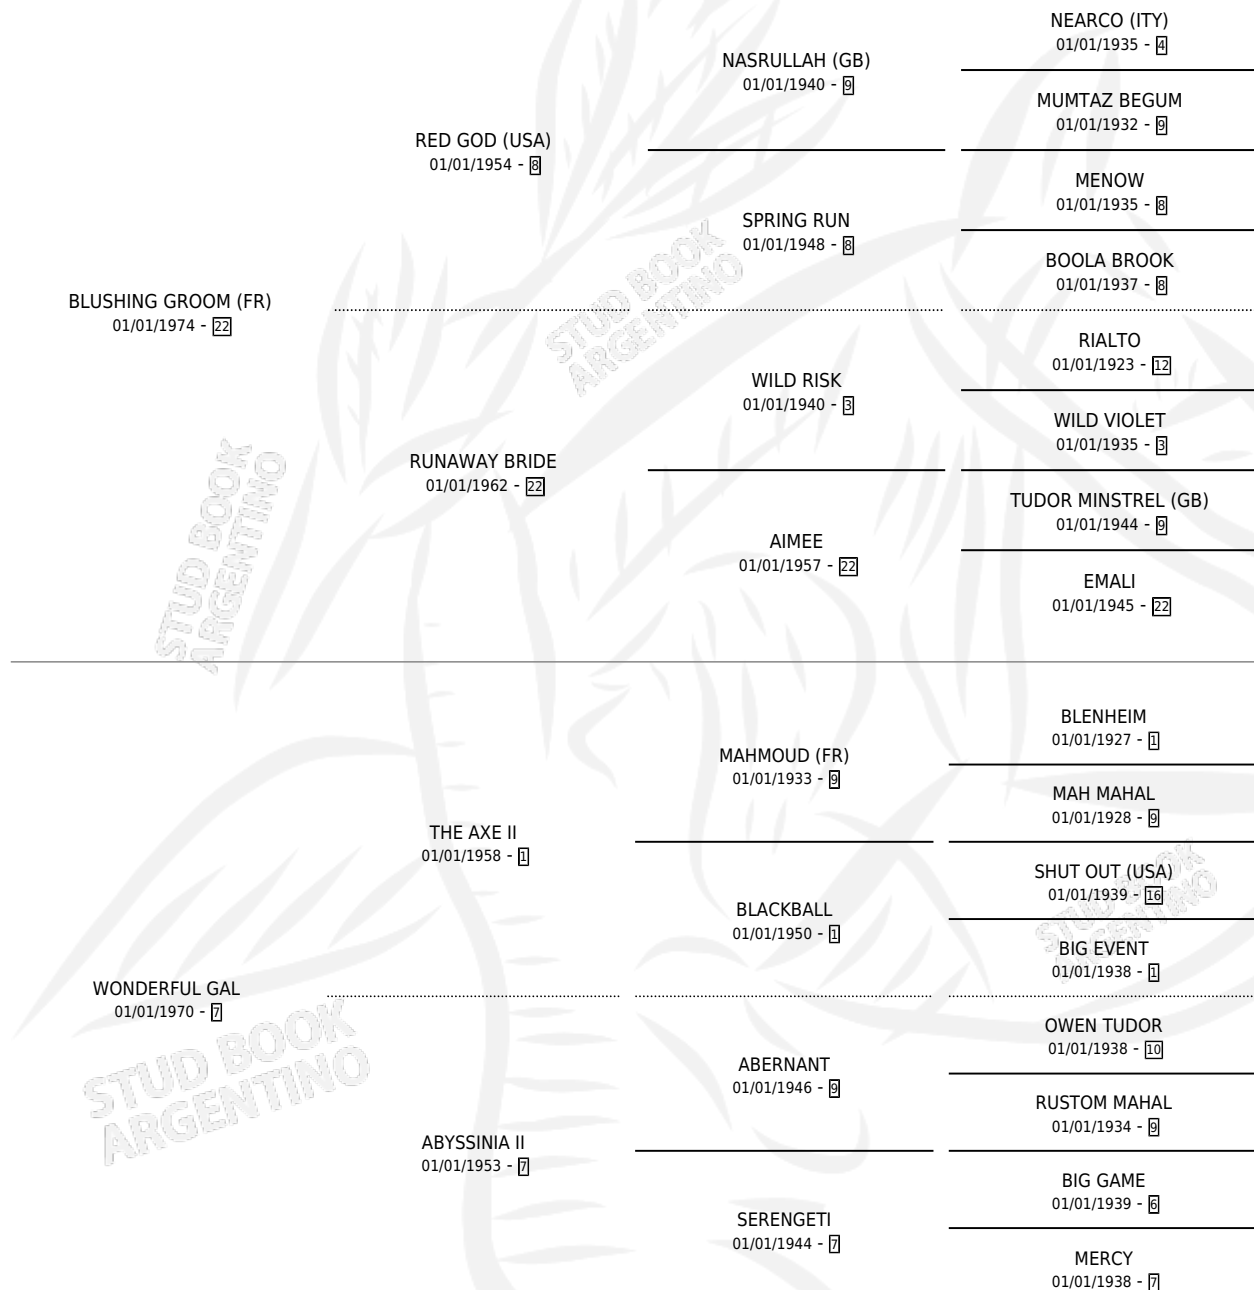 NEARCO (ITY)
01/01/1935 - 4
NASRULLAH (GB)
01/01/1940 - 9
MUMTAZ BEGUM
01/01/1932 - 9
RED GOD (USA)
01/01/1954 - 8
MENOW
01/01/1935 - 8
SPRING RUN
01/01/1948 - 8
BOOLA BROOK
01/01/1937 - 8
BLUSHING GROOM (FR)
01/01/1974 - 22
STUD BOOK
ARGENTINO
RIALTO
01/01/1923 - 12
WILD RISK
01/01/1940 - 3
WILD VIOLET
01/01/1935 - 3
RUNAWAY BRIDE
01/01/1962 - 22
TUDOR MINSTREL (GB)
01/01/1944 - 9
AIMEE
01/01/1957 - 22
EMALI
01/01/1945 - 22
STUD BOOK
ARGENTINO
BLENHEIM
01/01/1927 - 1
MAHMOUD (FR)
01/01/1933 - 9
MAH MAHAL
01/01/1928 - 9
THE AXE II
01/01/1958 - 1
SHUT OUT (USA)
01/01/1939 - 16
BLACKBALL
01/01/1950 - 1
BIG EVENT
01/01/1938 - 1
STUD BOOK
ARGENTINO
WONDERFUL GAL
01/01/1970 - 7
OWEN TUDOR
01/01/1938 - 10
ABERNANT
01/01/1946 - 9
RUSTOM MAHAL
01/01/1934 - 9
STUD BOOK
ARGENTINO
ABYSSINIA II
01/01/1953 - 7
BIG GAME
01/01/1939 - 6
SERENGETI
01/01/1944 - 7
MERCY
01/01/1938 - 7